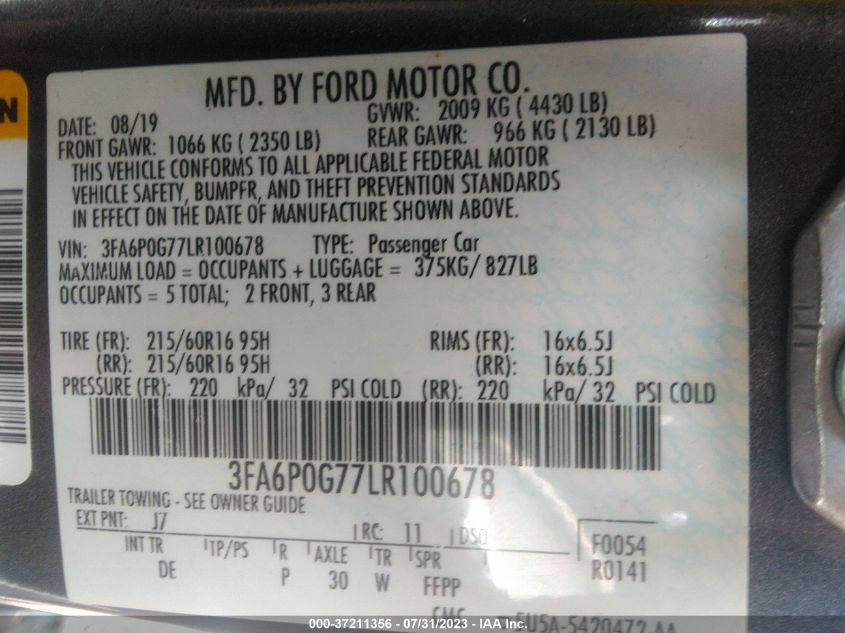 MFD. BY FORD MOTOR CO.
DATE: 08/19 GVWR: 2009 KG ( 4430 LB)
FRONT GAWR: 1066 KG ( 2350 LB) REAR GAWR: 966 KG ( 2130 LB)
THIS VEHICLE CONFORMS TO ALL APPLICABLE FEDERAL MOTOR
VEHICLE SAFETY, BUMPER, AND THEFT PREVENTION STANDARDS
IN EFFECT ON THE DATE OF MANUFACTURE SHOWN ABOVE.
VIN: 3FA6P0G77LR100678 TYPE: Passenger Car
MAXIMUM LOAD = OCCUPANTS + LUGGAGE = 375KG/ 827LB
OCCUPANTS = 5 TOTAL; 2 FRONT, 3 REAR
TIRE (FR): 215/60R16 95H RIMS (FR): 16x6.5J
(RR): 215/60R16 95H (RR): 16x6.5J
PRESSURE (FR): 220 kPa/ 32 PSI COLD (RR): 220 kPa/ 32 PSI COLD
3FA6P0G77LR100678
TRAILER TOWING - SEE OWNER GUIDE
EXT PNT: J7 RC: 11 DSO F0054
INT TR TP/PS R AXLE TR SPR R0141
DE P 30 W FFPP
5U5A-5420472-AA
000-37211356 - 07/31/2023 - IAA Inc.